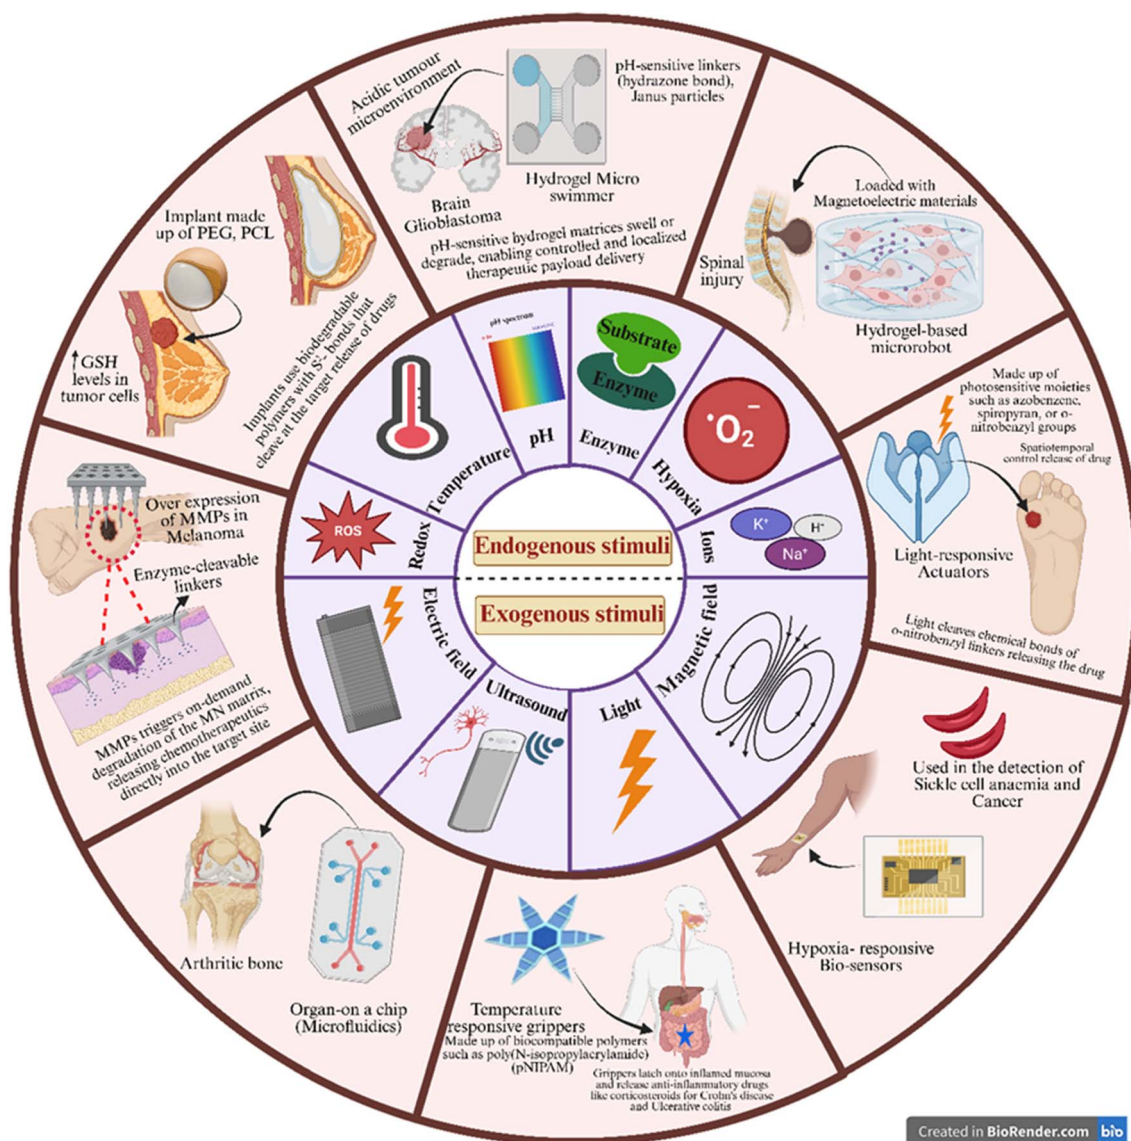 Acidic tumour
microenvironment
Brain
Glioblastoma
pH-sensitive linkers
(hydrazone bond),
Janus particles
Hydrogel Micro
swimmer
pH-sensitive hydrogel matrices swell or
degrade, enabling controlled and localized
therapeutic payload delivery
Loaded with
Magnetoelectric materials
Spinal
injury
Hydrogel-based
microrobot
Made up of
photosensitive moieties
such as azobenzene,
spiropyran, or o-
nitrobenzyl groups
Spatiotemporal
control release of drug
Light-responsive
Actuators
Light cleaves chemical bonds of
o-nitrobenzyl linkers releasing the drug
Used in the detection of
Sickle cell anaemia and
Cancer
Hypoxia- responsive
Bio-sensors
Temperature
responsive grippers
Made up of biocompatible polymers
such as poly(N-isopropylacrylamide)
(pNIPAM)
Grippers latch onto inflamed mucosa
and release anti-inflammatory drugs
like corticosteroids for Crohn's disease
and Ulcerative colitis
Arthritic bone
Organ-on a chip
(Microfluidics)
Over expression
of MMPs in
Melanoma
Enzyme-cleavable
linkers
MMPs triggers on-demand
degradation of the MN matrix,
releasing chemotherapeutics
directly into the target site
Implant made
up of PEG, PCL
↑GSH
levels in
tumor cells
Implants use biodegradable
polymers with S²- bonds that
cleave at the target release of drugs
ROS
Redox
Temperature
pH spectrum
pH
Substrate
Enzyme
Enzyme
•O₂⁻
Hypoxia
K⁺
H⁺
Na⁺
Ions
Endogenous stimuli
Exogenous stimuli
Electric field
Ultrasound
Light
Magnetic field
Created in BioRender.com bio